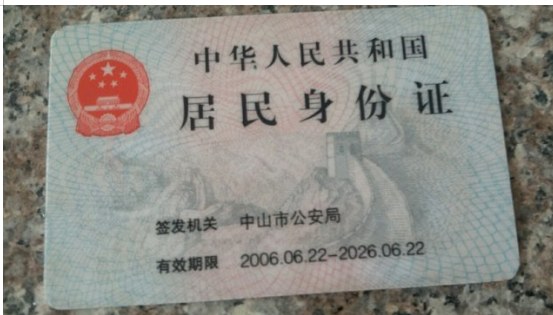 中华人民共和国
居民身份证
签发机关 中山市公安局
有效期限 2006.06.22-2026.06.22